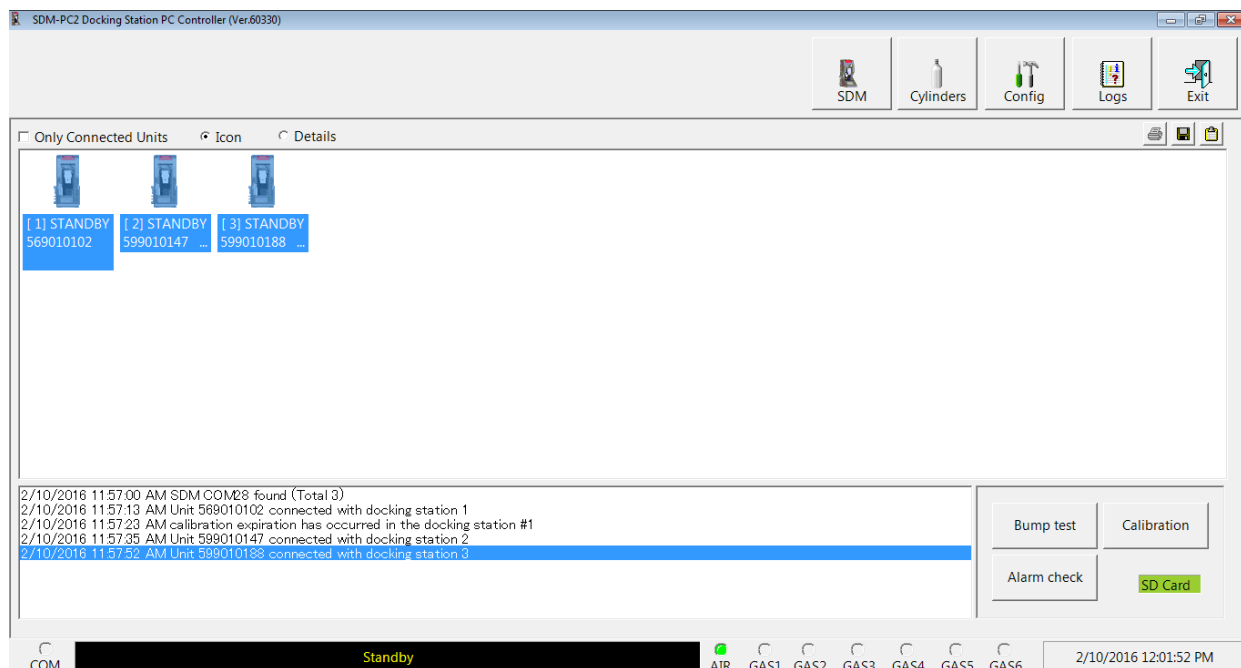 SDM-PC2 Docking Station PC Controller (Ver.60330)
SDM Cylinders Config Logs Exit
Only Connected Units Icon Details
[ 1] STANDBY [ 2] STANDBY [ 3] STANDBY
569010102 599010147 ... 599010188 ...
2/10/2016 11:57:00 AM SDM COM28 found (Total 3)
2/10/2016 11:57:13 AM Unit 569010102 connected with docking station 1
2/10/2016 11:57:23 AM calibration expiration has occurred in the docking station #1
2/10/2016 11:57:35 AM Unit 599010147 connected with docking station 2
2/10/2016 11:57:52 AM Unit 599010188 connected with docking station 3
Bump test Calibration
Alarm check SD Card
COM Standby AIR GAS1 GAS2 GAS3 GAS4 GAS5 GAS6 2/10/2016 12:01:52 PM